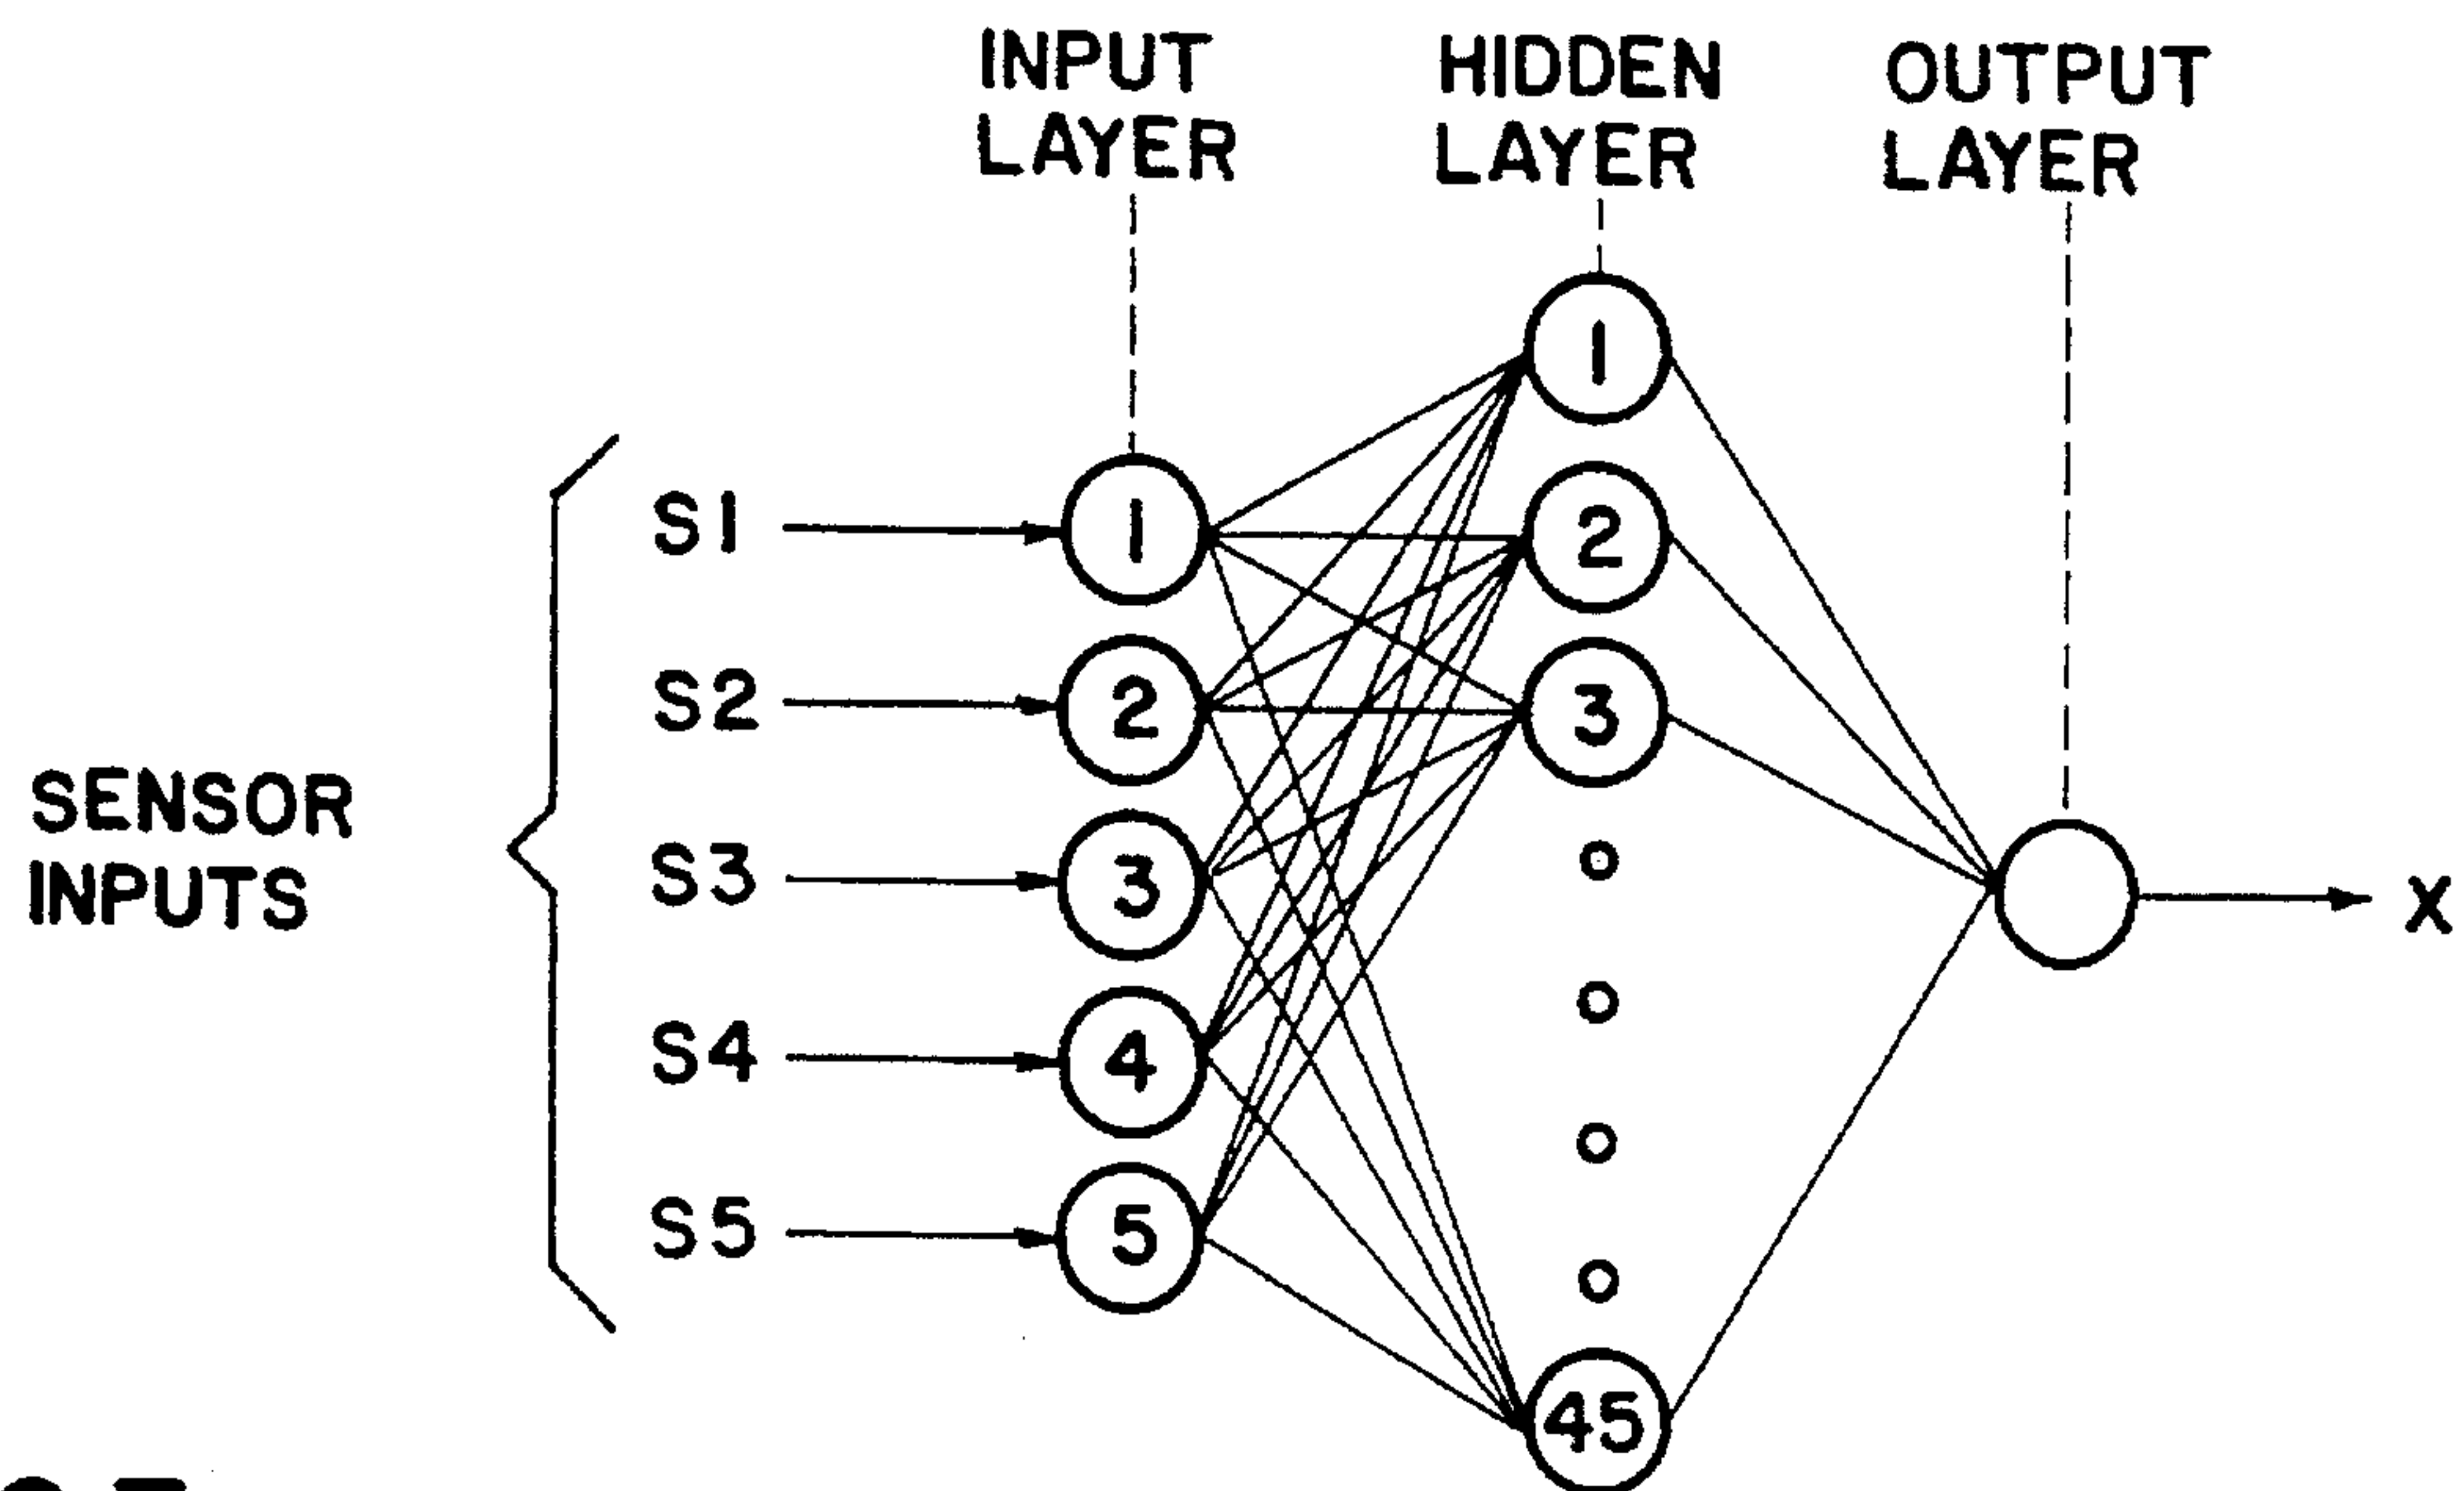 INPUT
LAYER
HIDDEN
LAYER
OUTPUT
LAYER
SENSOR
INPUTS
S1
S2
S3
S4
S5
1
2
3
4
5
1
2
3
45
X